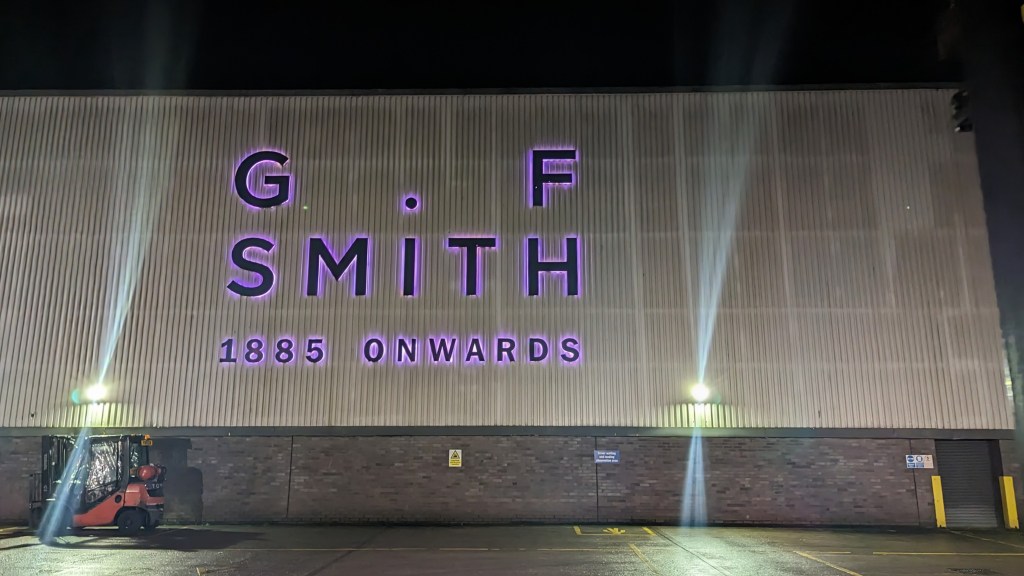 G . F
SMITH
1885 ONWARDS